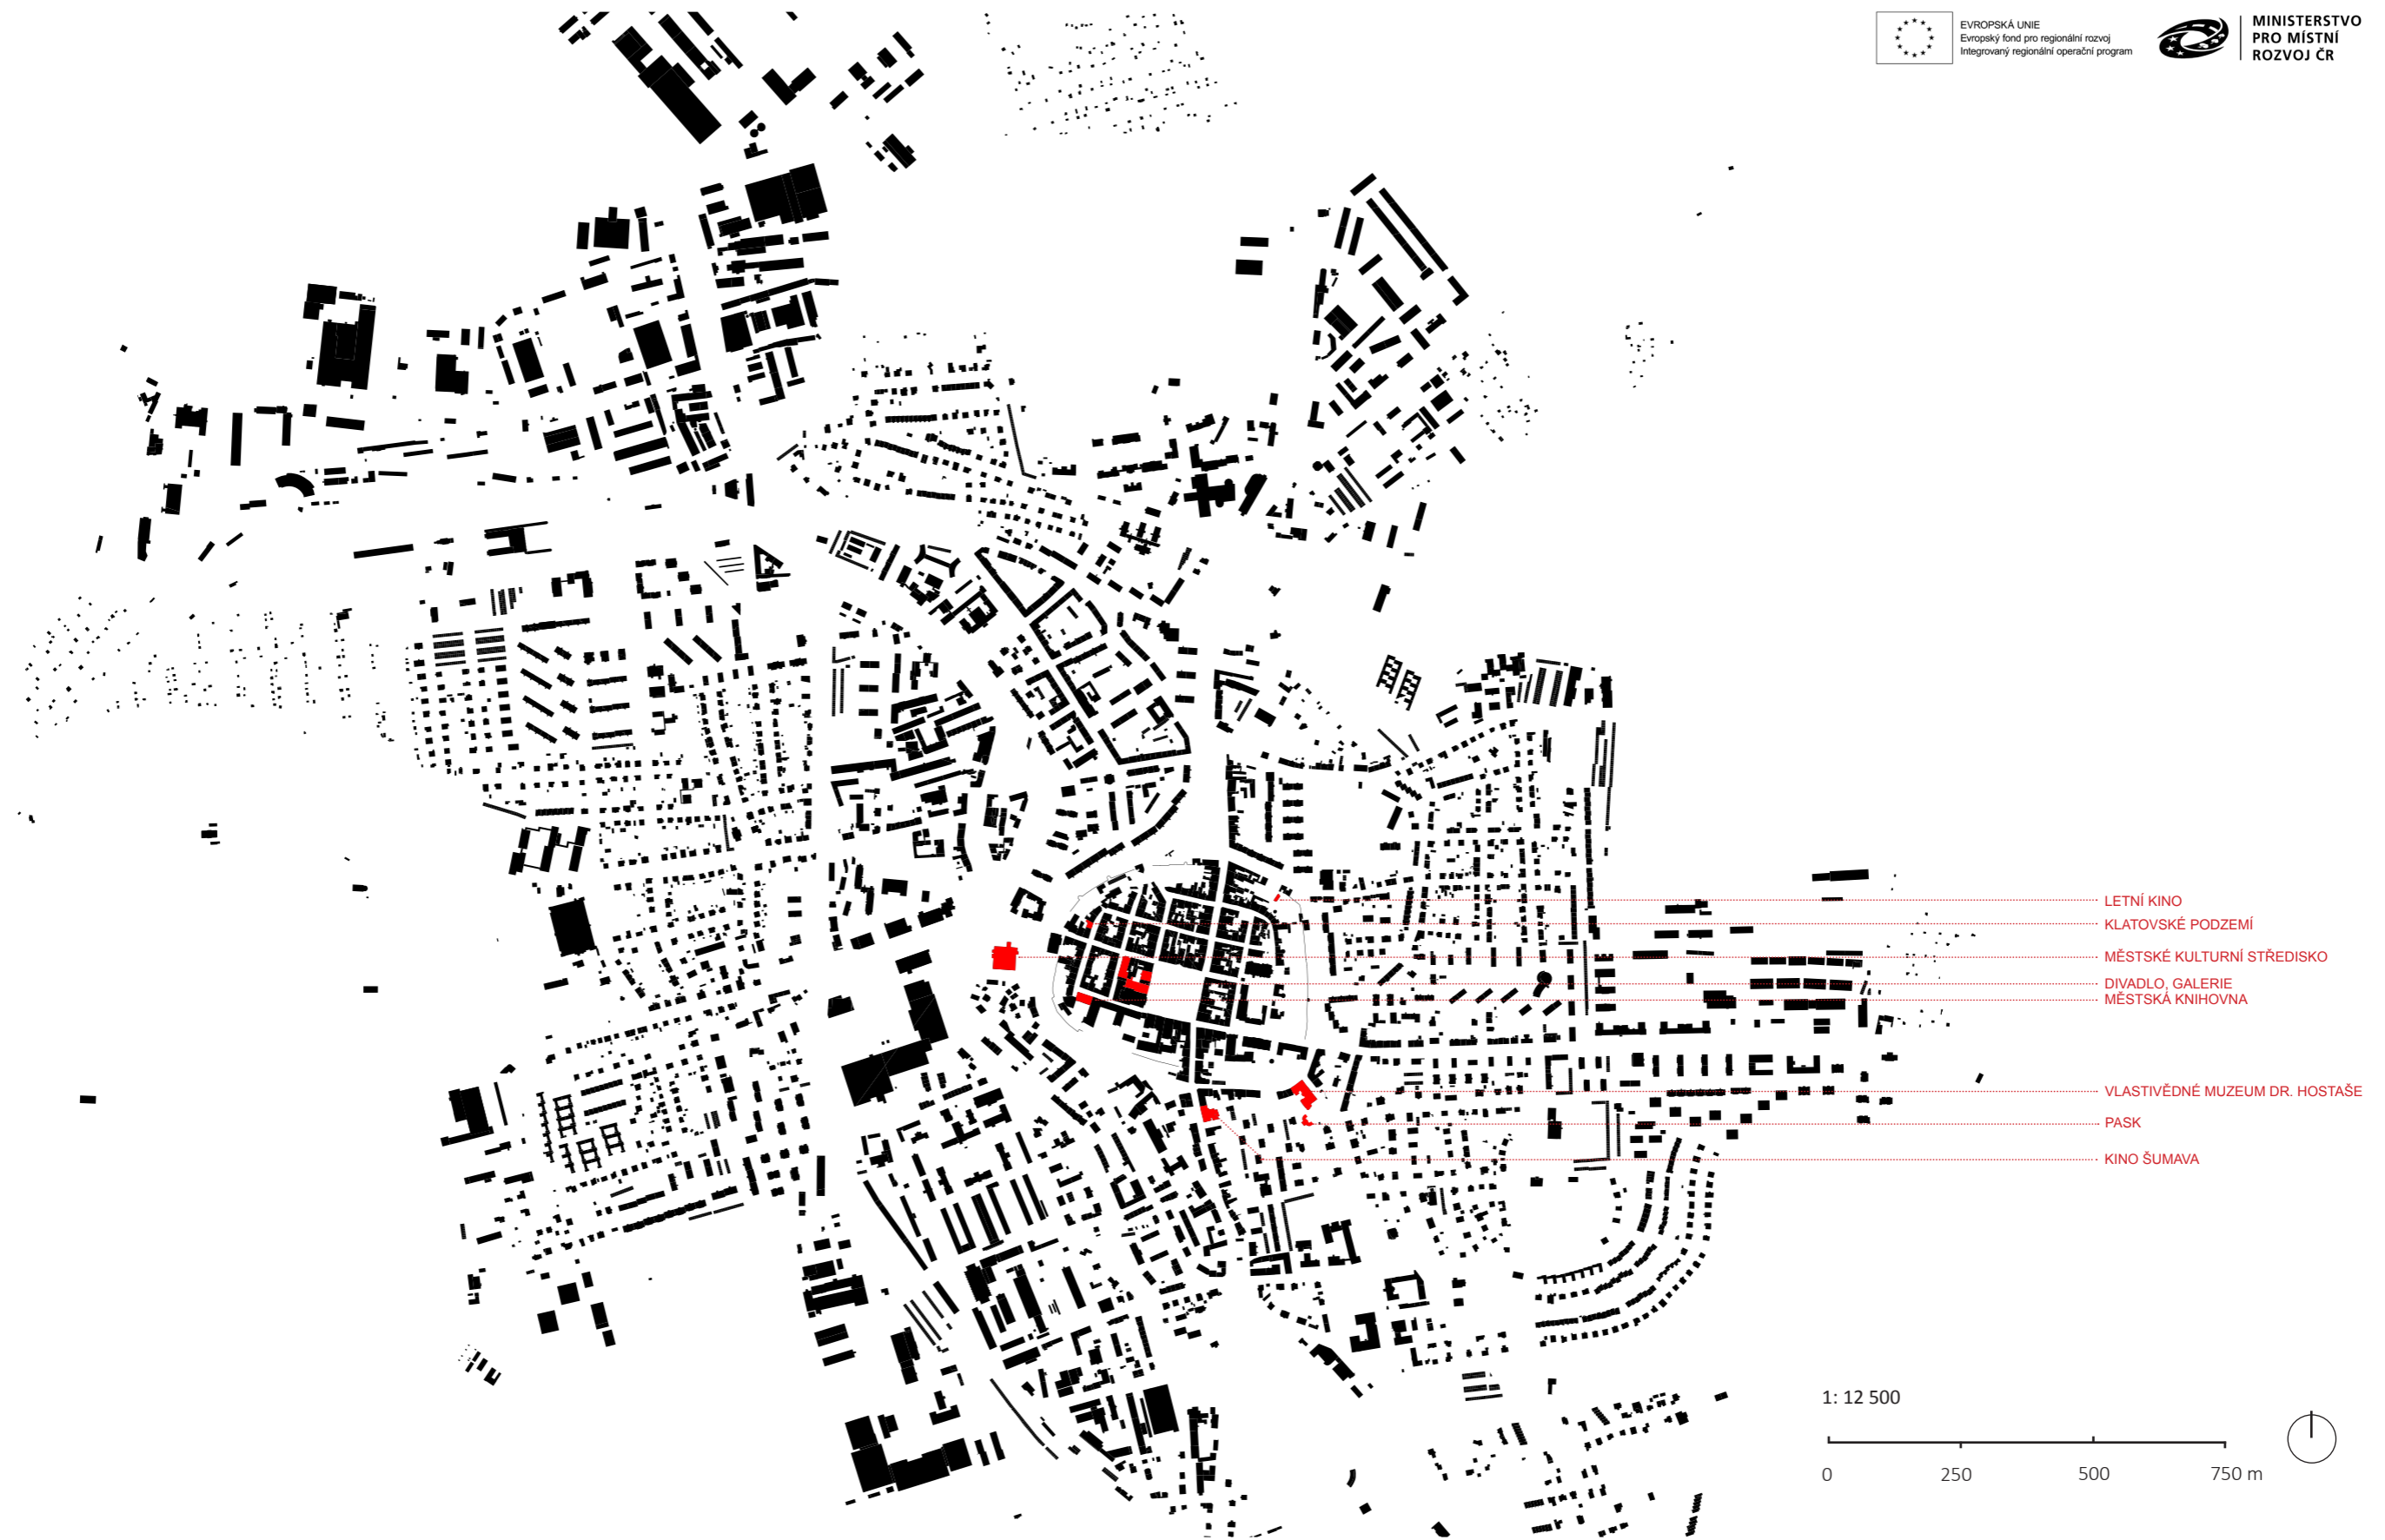 EVROPSKÁ UNIE
Evropský fond pro regionální rozvoj
Integrovaný regionální operační program
MINISTERSTVO
PRO MÍSTNÍ
ROZVOJ ČR
LETNÍ KINO
KLATOVSKÉ PODZEMÍ
MĚSTSKÉ KULTURNÍ STŘEDISKO
DIVADLO, GALERIE
MĚSTSKÁ KNIHOVNA
VLASTIVĚDNÉ MUZEUM DR. HOSTAŠE
PASK
KINO ŠUMAVA
1: 12 500
0 250 500 750 m